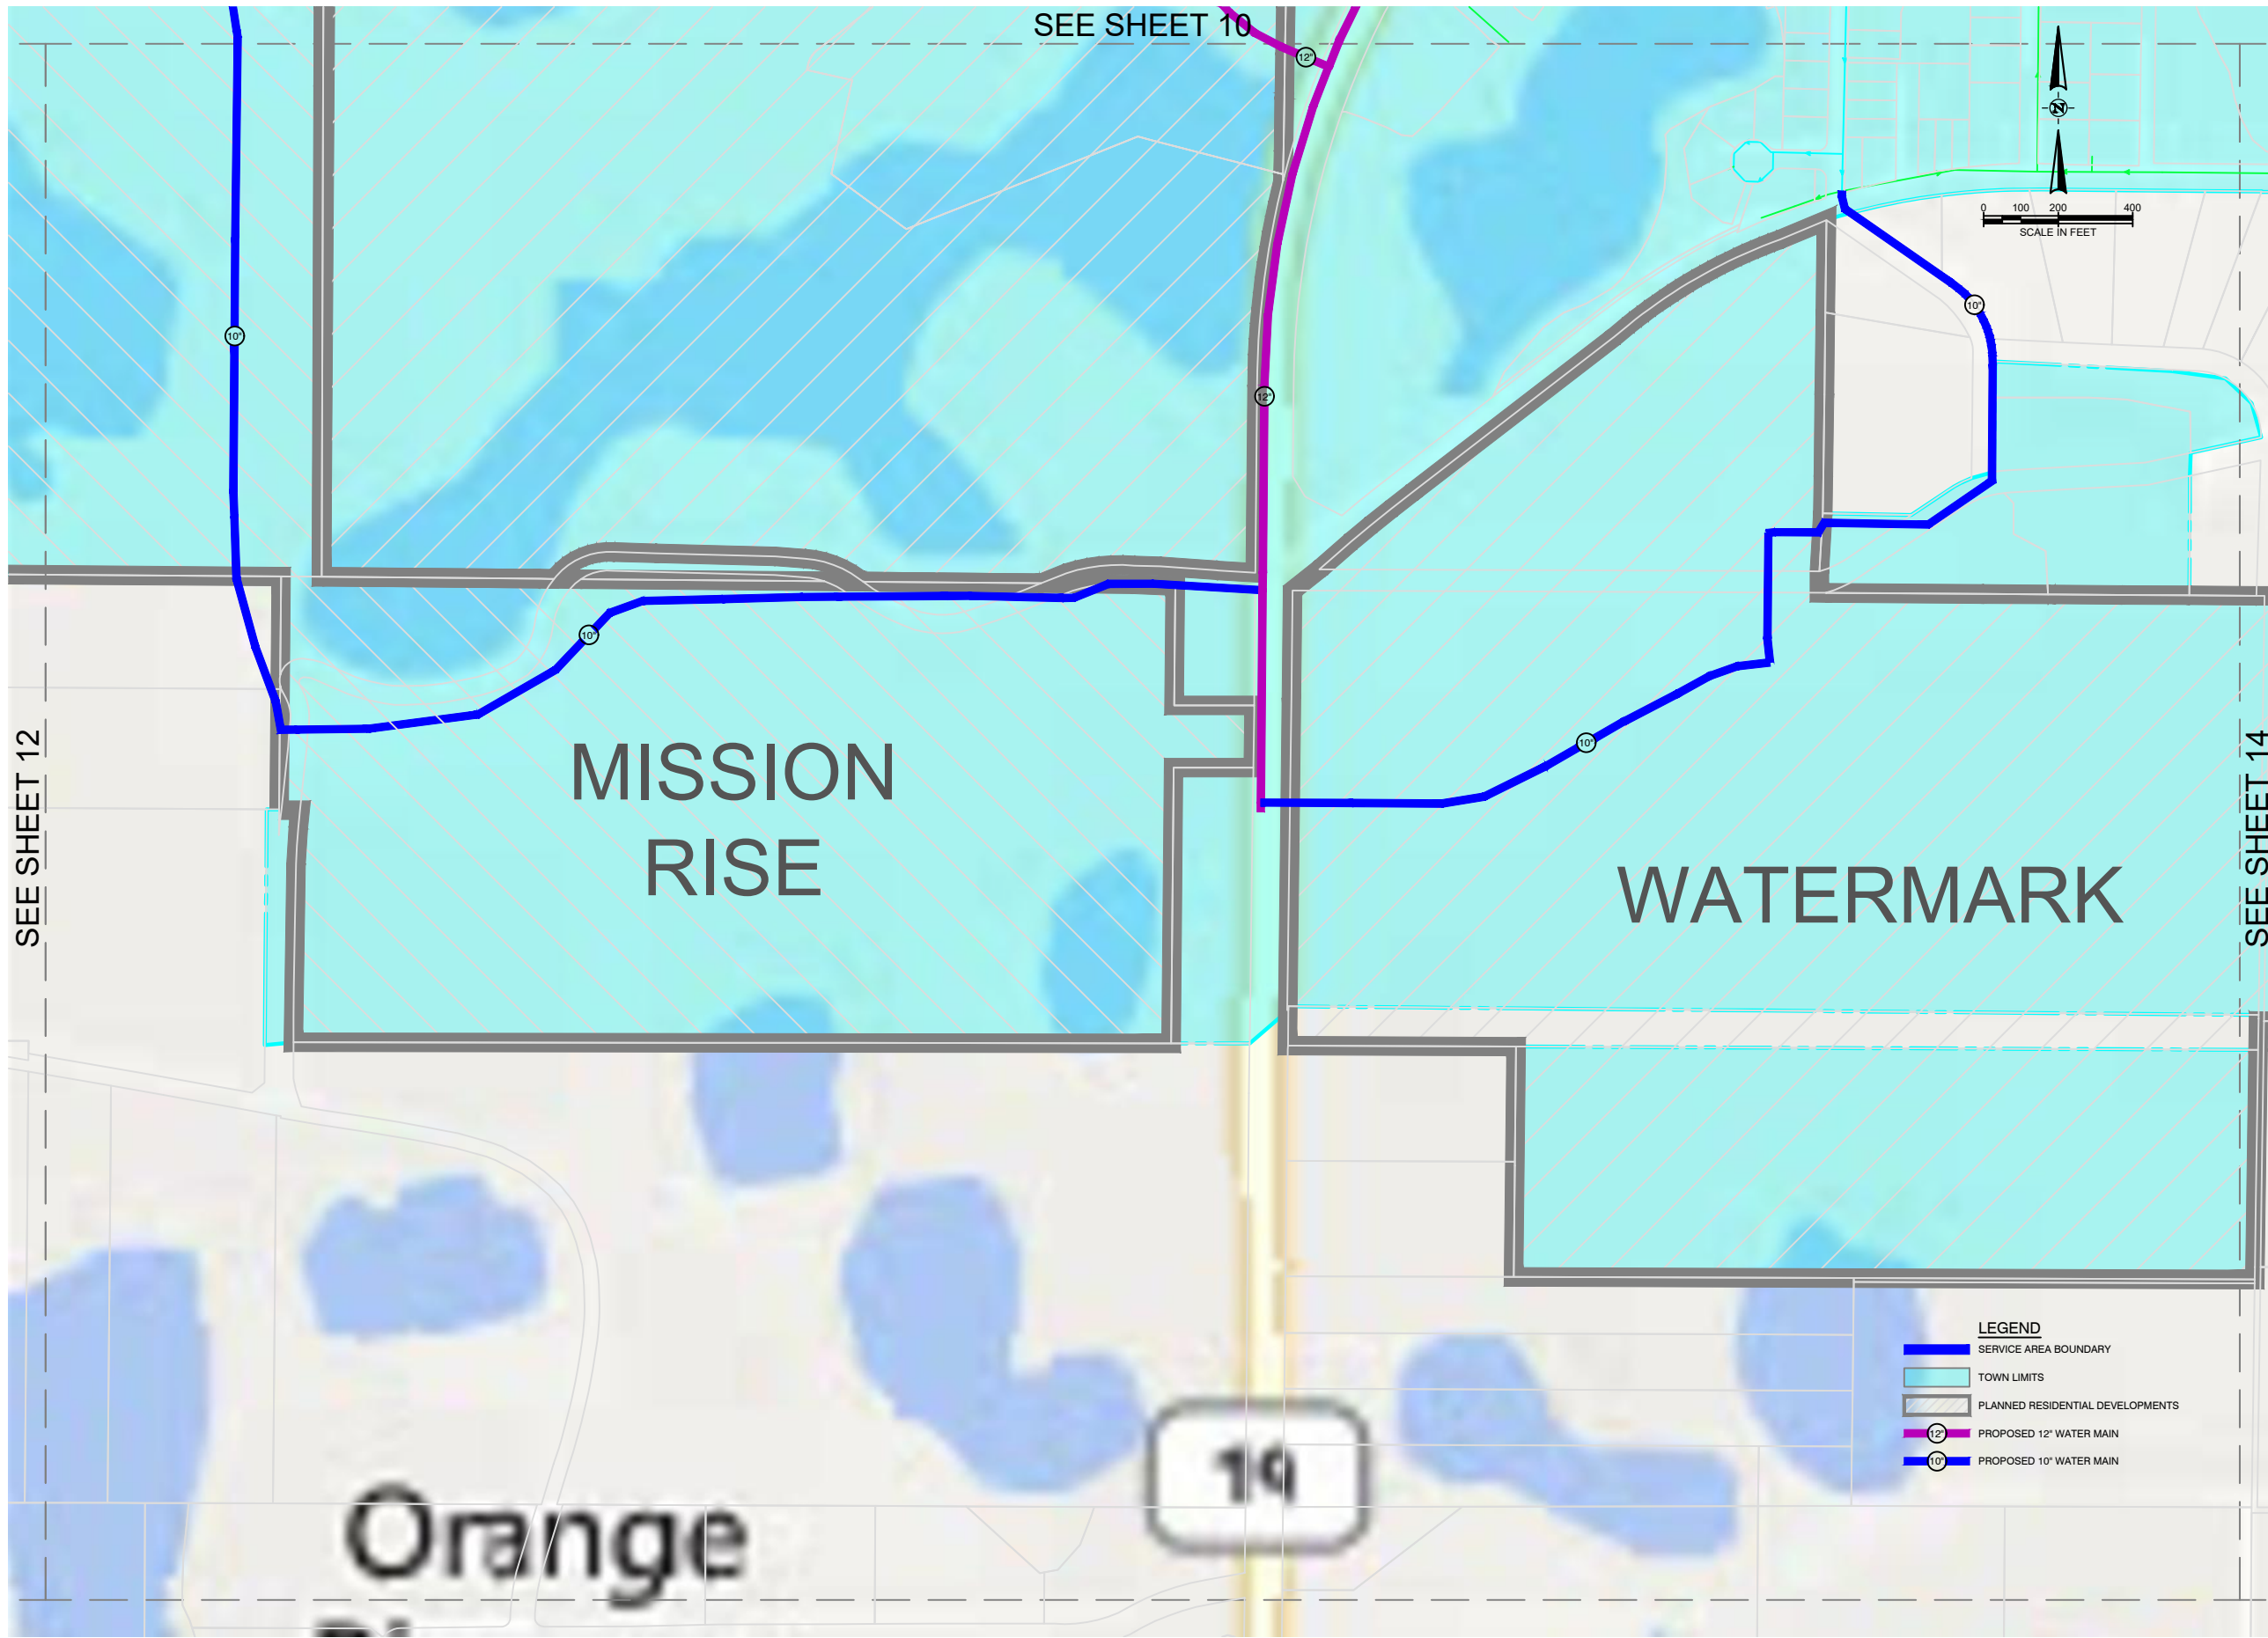 SEE SHEET 10
12"
N
0 100 200 400
SCALE IN FEET
10"
10"
12"
10"
10"
SEE SHEET 12
MISSION
RISE
WATERMARK
SEE SHEET 14
LEGEND
SERVICE AREA BOUNDARY
TOWN LIMITS
PLANNED RESIDENTIAL DEVELOPMENTS
12" PROPOSED 12" WATER MAIN
10" PROPOSED 10" WATER MAIN
19
Orange